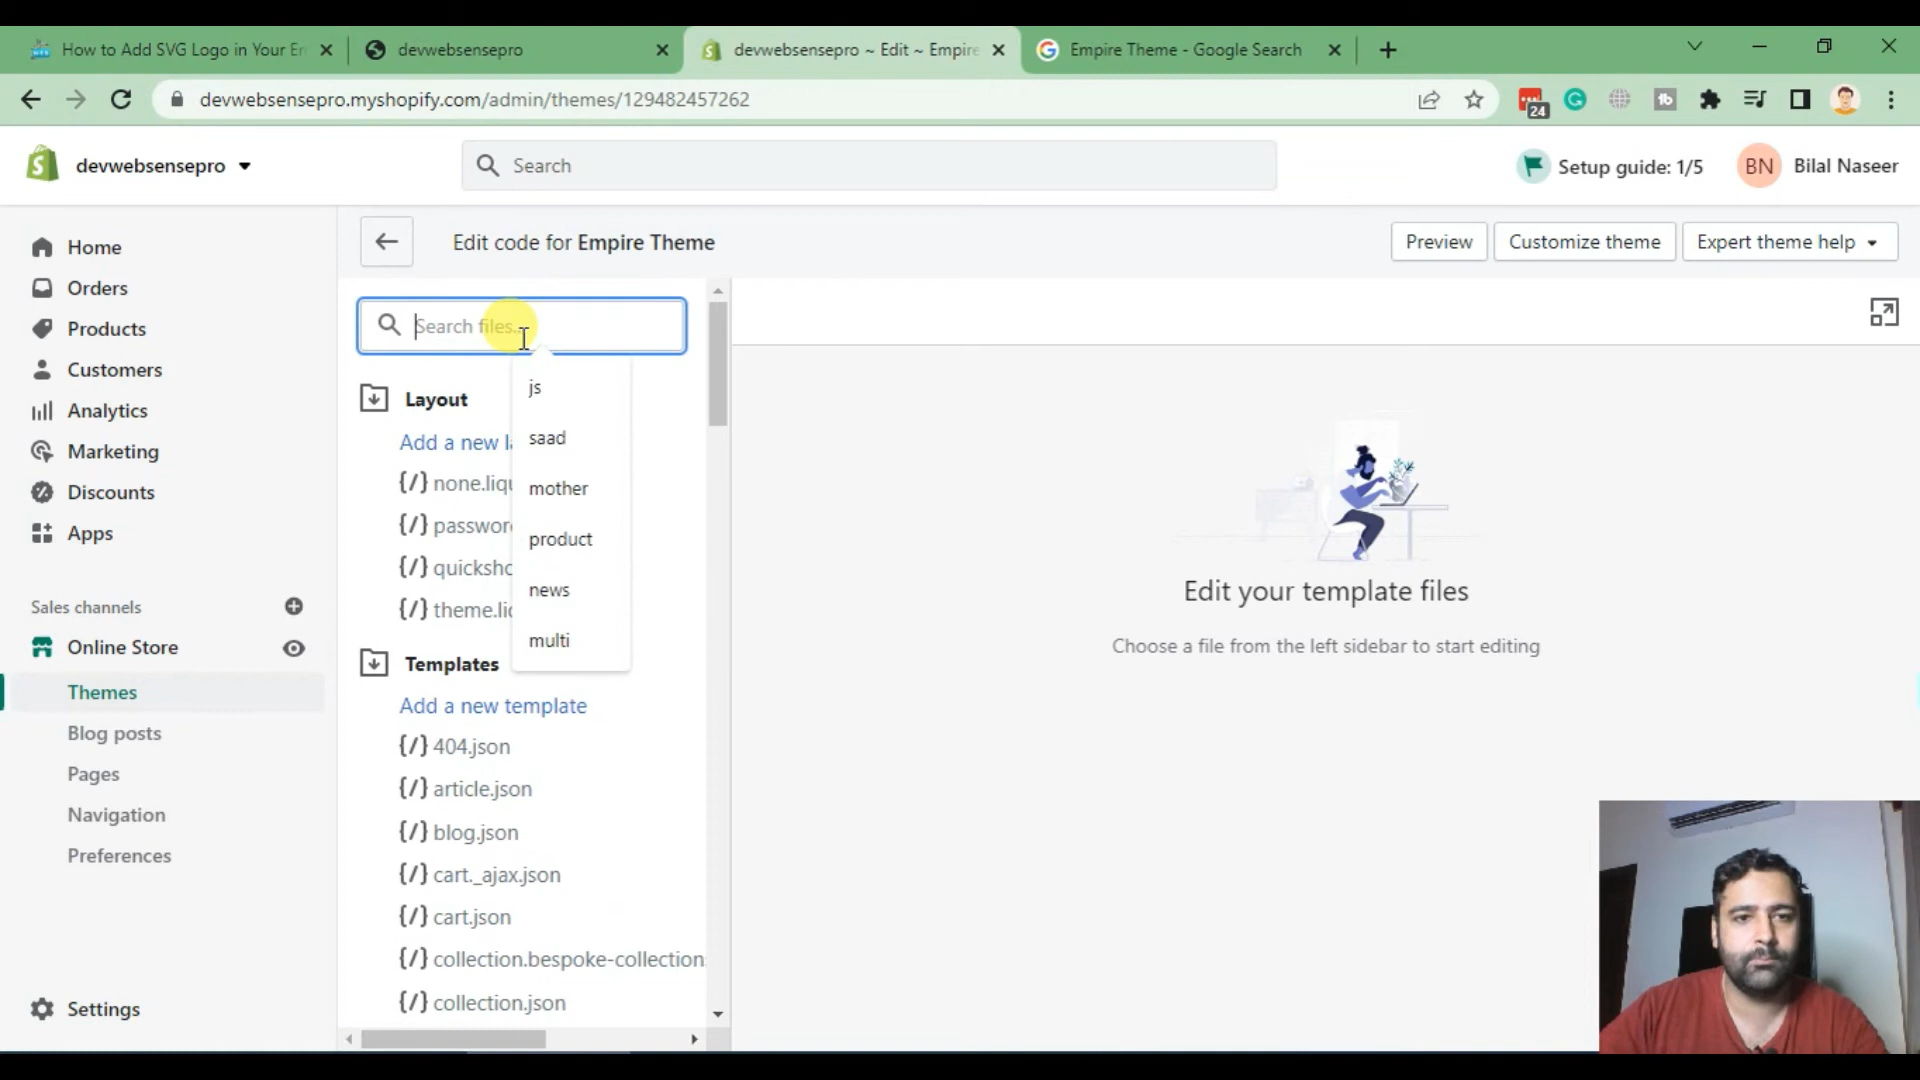 How to Add SVG Logo in Your Er
devwebsensepro
devwebsensepro ~ Edit ~ Empire
Empire Theme - Google Search
devwebsensepro.myshopify.com/admin/themes/129482457262
24
devwebsensepro
Search
Setup guide: 1/5
BN
Bilal Naseer
Home
Orders
Products
Customers
Analytics
Marketing
Discounts
Apps
Sales channels
Online Store
Themes
Blog posts
Pages
Navigation
Preferences
Settings
Edit code for Empire Theme
Preview
Customize theme
Expert theme help
Search files...
js
saad
mother
product
news
multi
Layout
Add a new la
{/} none.liqu
{/} password
{/} quicksho
{/} theme.liq
Templates
Add a new template
{/} 404.json
{/} article.json
{/} blog.json
{/} cart._ajax.json
{/} cart.json
{/} collection.bespoke-collection
{/} collection.json
Edit your template files
Choose a file from the left sidebar to start editing